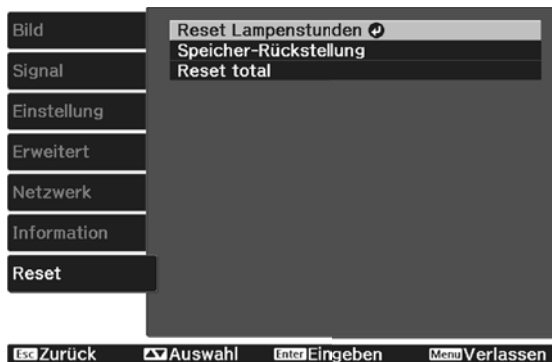 Bild
Signal
Einstellung
Erweitert
Netzwerk
Information
Reset
Reset Lampenstunden
Speicher-Rückstellung
Reset total
Esc Zurück Auswahl Enter Eingeben Menu Verlassen